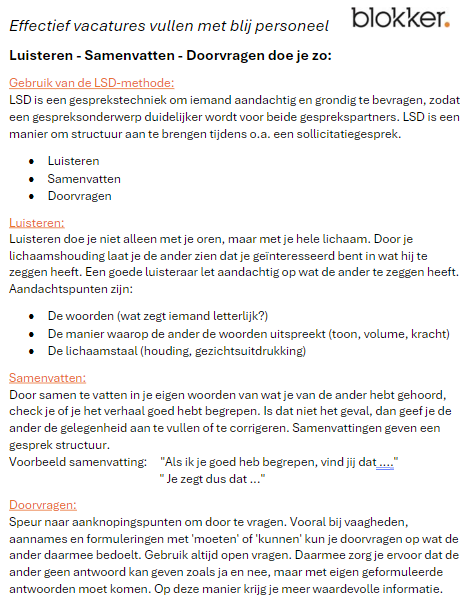 Effectief vacatures vullen met blij personeel
blokker.
Luisteren - Samenvatten - Doorvragen doe je zo:
Gebruik van de LSD-methode:
LSD is een gesprekstechniek om iemand aandachtig en grondig te bevragen, zodat
een gespreksonderwerp duidelijker wordt voor beide gesprekspartners. LSD is een
manier om structuur aan te brengen tijdens o.a. een sollicitatiegesprek.
• Luisteren
• Samenvatten
• Doorvragen
Luisteren:
Luisteren doe je niet alleen met je oren, maar met je hele lichaam. Door je
lichaamshouding laat je de ander zien dat je geïnteresseerd bent in wat hij te
zeggen heeft. Een goede luisteraar let aandachtig op wat de ander te zeggen heeft.
Aandachtspunten zijn:
• De woorden (wat zegt iemand letterlijk?)
• De manier waarop de ander de woorden uitspreekt (toon, volume, kracht)
• De lichaamstaal (houding, gezichtsuitdrukking)
Samenvatten:
Door samen te vatten in je eigen woorden van wat je van de ander hebt gehoord,
check je of je het verhaal goed hebt begrepen. Is dat niet het geval, dan geef je de
ander de gelegenheid aan te vullen of te corrigeren. Samenvattingen geven een
gesprek structuur.
Voorbeeld samenvatting: "Als ik je goed heb begrepen, vind jij dat ...."
" Je zegt dus dat ..."
Doorvragen:
Speur naar aanknopingspunten om door te vragen. Vooral bij vaagheden,
aannames en formuleringen met 'moeten' of 'kunnen' kun je doorvragen op wat de
ander daarmee bedoelt. Gebruik altijd open vragen. Daarmee zorg je ervoor dat de
ander geen antwoord kan geven zoals ja en nee, maar met eigen geformuleerde
antwoorden moet komen. Op deze manier krijg je meer waardevolle informatie.